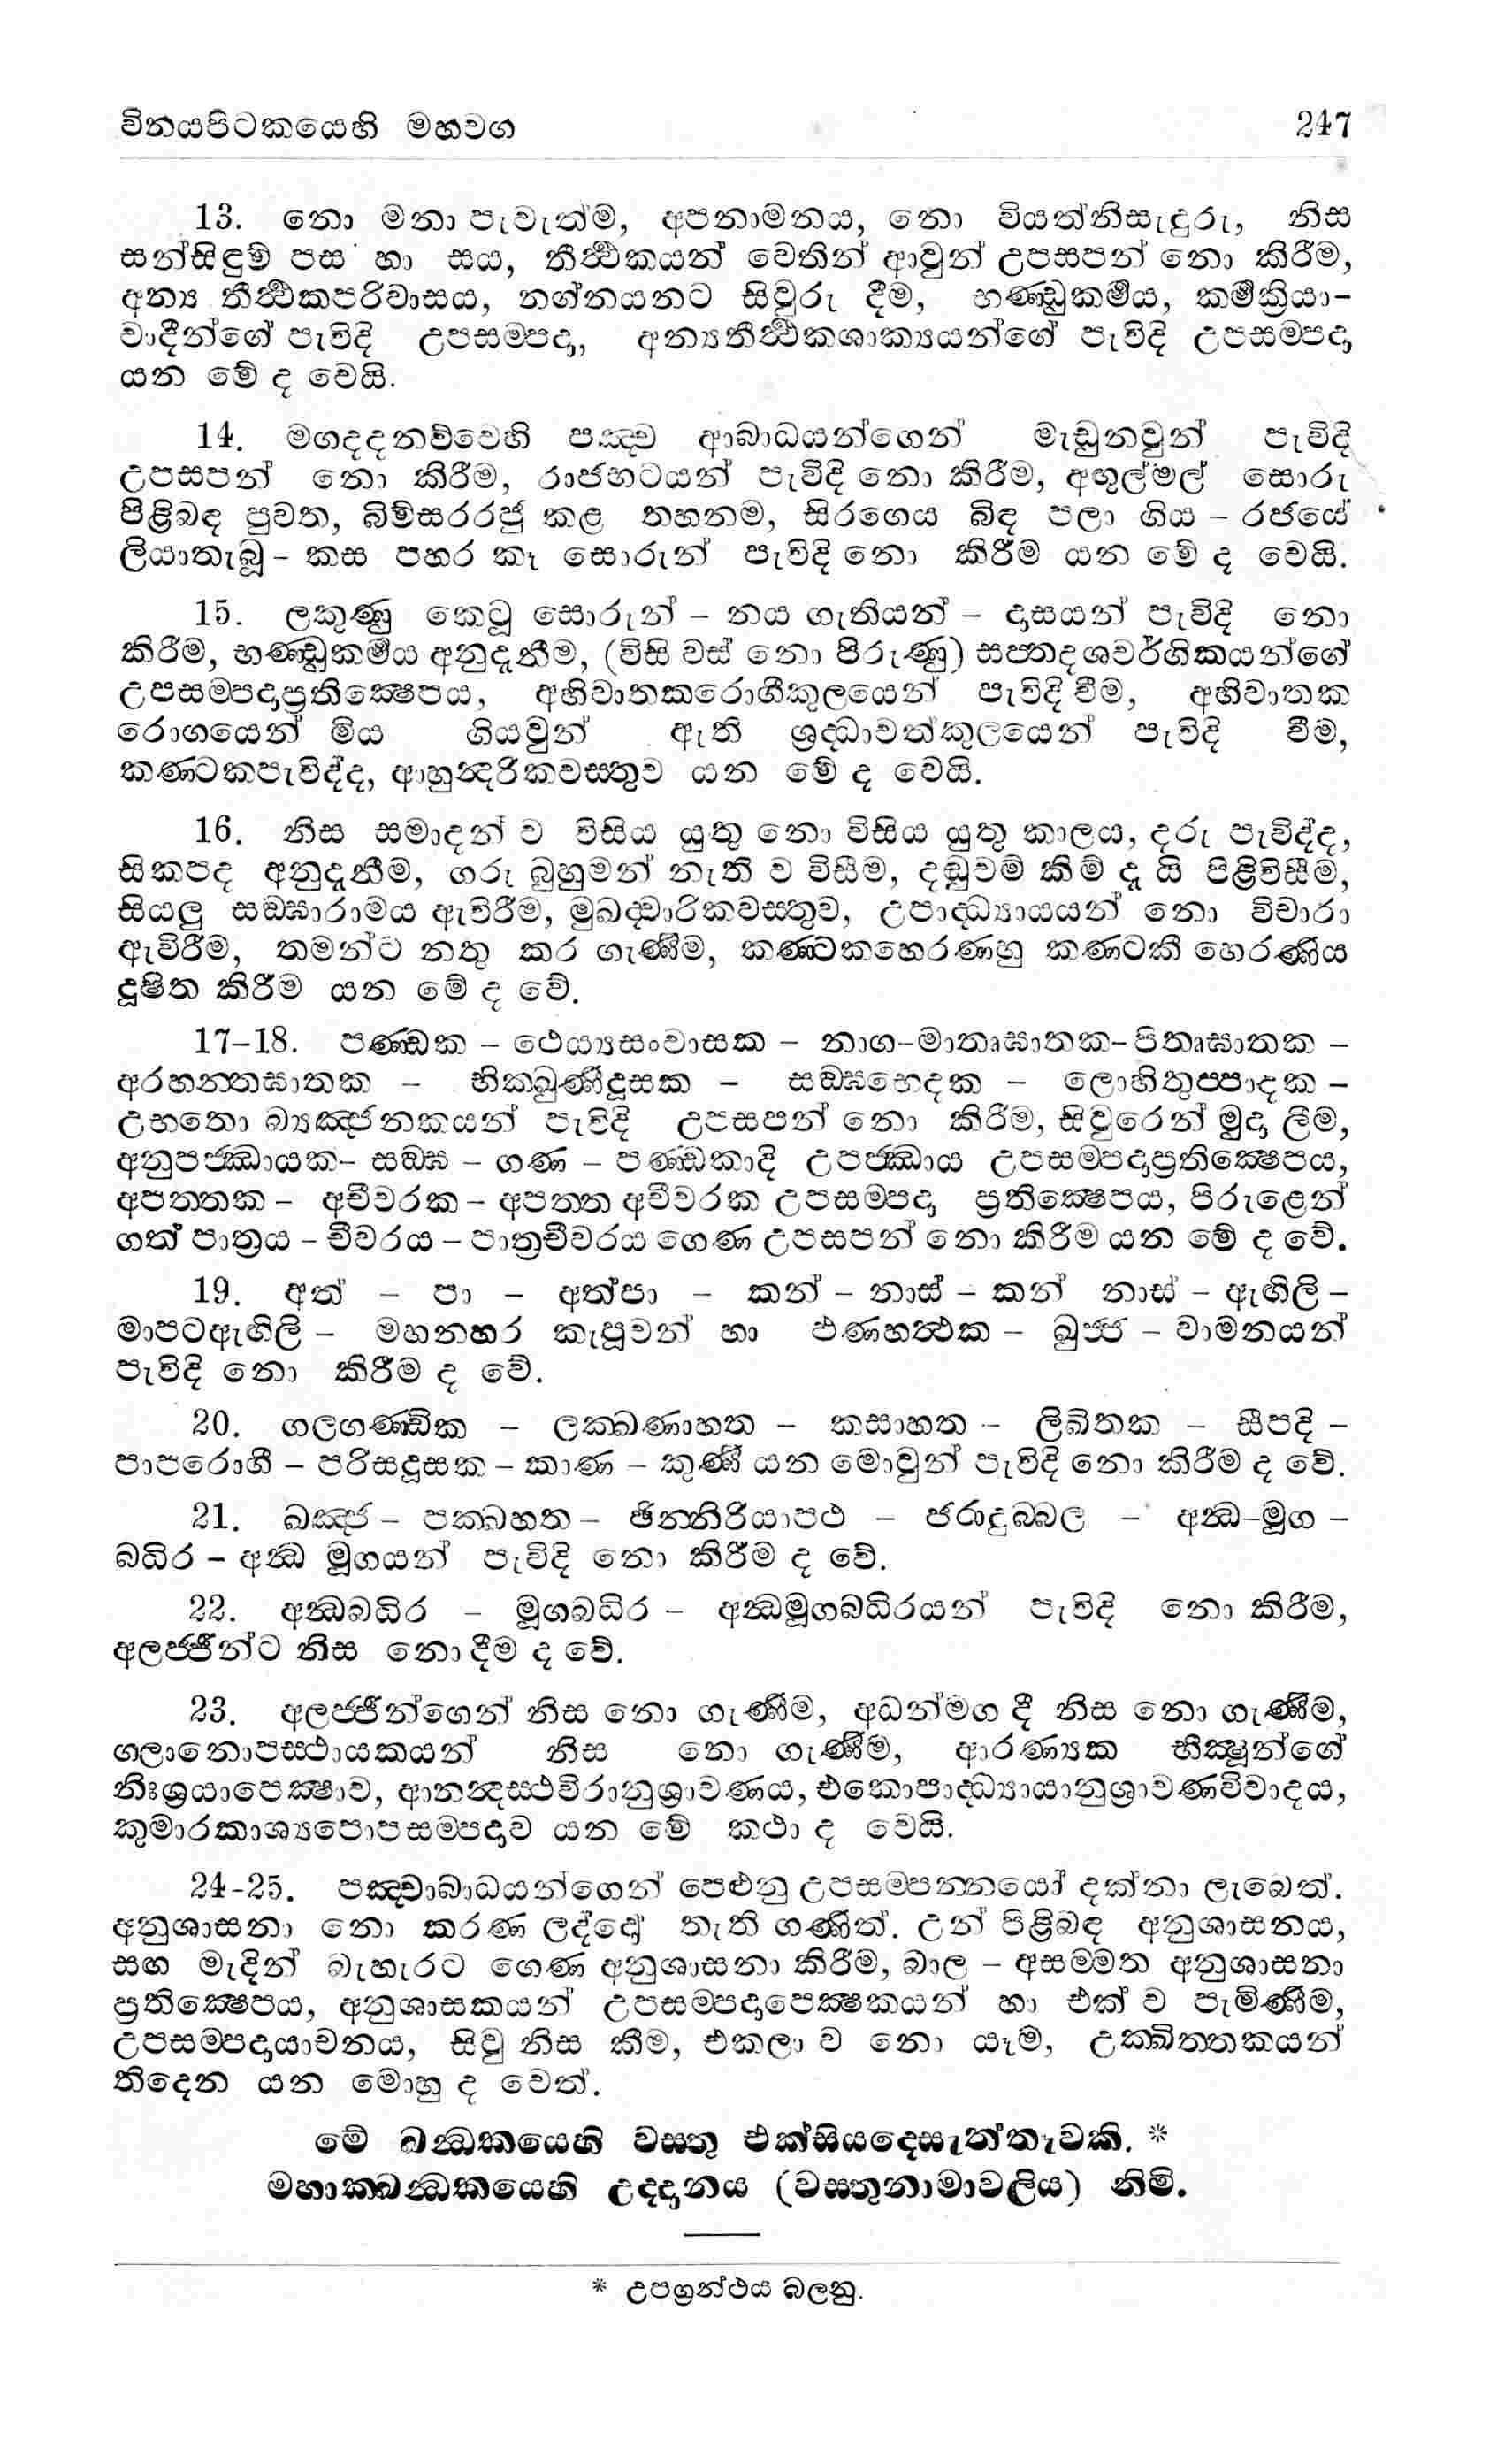 විනයපිටකයෙහි මහවග 247
13. නො මනා පැවැත්ම, අපනාමනය, නො වියත්නිසැදුරු, නිස
සන්සිඳුම් පස හා සය, තීර්‍ත්‍ථකයන් වෙතින් ආවුන් උපසපන් නො කිරීම,
අන්‍ය තීර්‍ත්‍ථකපරිවාසය, නග්නයනට සිවුරු දීම, භණ්ඩුකර්‍මය, කර්‍මක්‍රියා-
වාදීන්ගේ පැවිදි උපසම්පදා, අන්‍යතීර්‍ත්‍ථකශාක්‍යයන්ගේ පැවිදි උපසම්පදා
යන මේ ද වෙයි.
14. මගදදනව්වෙහි පඤ්ච ආබාධයන්ගෙන් මැඩුනවුන් පැවිදි
උපසපන් නො කිරීම, රාජභටයන් පැවිදි නො කිරීම, අඟුල්මල් සොරු
පිළිබඳ පුවත, බිම්සරරජු කළ තහනම, සිරගෙය බිඳ පලා ගිය – රජයේ
ලියාතැබූ – කස පහර කෑ සොරුන් පැවිදි නො කිරීම යන මේ ද වෙයි.
15. ලකුණු කෙටූ සොරුන් – නය ගැතියන් – දාසයන් පැවිදි නො
කිරීම, භණ්ඩුකර්‍මය අනුදැනීම, (විසි වස් නො පිරුණු) සප්තදශවර්ගිකයන්ගේ
උපසම්පදාප්‍රතික්‍ෂෙපය, අහිවාතකරොගීකුලයෙන් පැවිදි වීම, අහිවාතක
රොගයෙන් මිය ගියවුන් ඇති ශ්‍රද්ධාවත්කුලයෙන් පැවිදි වීම,
කණ්ටකපැවිද්ද, ආහුන්දරිකවස්තුව යන මේ ද වෙයි.
16. නිස සමාදන් ව විසිය යුතු නො විසිය යුතු කාලය, දරු පැවිද්ද,
සිකපද අනුදැනීම, ගරු බුහුමන් නැති ව විසීම, දඬුවම් කිම් දැ යි පිළිවිසීම,
සියලු සඞ්ඝාරාමය ඇවිරීම, මුඛද්වාරිකවස්තුව, උපාද්ධ්‍යායයන් නො විචාරා
ඇවිරීම, තමන්ට නතු කර ගැණීම, කණ්ටකහෙරණහු කණ්ටකී හෙරණිය
දූෂිත කිරීම යන මේ ද වේ.
17–18. පණ්ඩක – ථෙය්‍යසංවාසක – නාග–මාතෘඝාතක–පිතෘඝාතක –
අරහන්තඝාතක – භික්ඛුණීදූසක – සඞ්ඝභෙදක – ලොහිතුප්පාදක –
උභතො බ්‍යඤ්ජනකයන් පැවිදි උපසපන් නො කිරීම, සිවුරෙන් මුදා ලීම,
අනුපජ්ඣායක– සඞ්ඝ – ගණ – පණ්ඩකාදි උපජ්ඣාය උපසම්පදාප්‍රතික්‍ෂෙපය,
අපත්තක – අචීවරක – අපත්ත අචීවරක උපසම්පදා ප්‍රතික්‍ෂෙපය, පිරුළෙන්
ගත් පාත්‍රය – චීවරය – පාත්‍රචීවරය ගෙණ උපසපන් නො කිරීම යන මේ ද වේ.
19. අත් – පා – අත්පා – කන් – නාස් – කන් නාස් – ඇඟිලි –
මාපටඇඟිලි – මහනහර කැපූවන් හා ඵණහත්‍ථක – ඛුජ්ජ – වාමනයන්
පැවිදි නො කිරීම ද වේ.
20. ගලගණ්ඩික – ලක්ඛණාහත – කසාහත – ලිඛිතක – සීපදි –
පාපරොගී – පරිසදූසක – කාණ – කුණී යන මොවුන් පැවිදි නො කිරීම ද වේ.
21. ඛඤ්ජ – පක්ඛහත – ඡින්නිරියාපථ – ජරාදුබ්බල – අන්‍ධ–මූග –
බධිර – අන්‍ධ මූගයන් පැවිදි නො කිරීම ද වේ.
22. අන්‍ධබධිර – මූගබධිර – අන්‍ධමූගබධිරයන් පැවිදි නො කිරීම,
අලජ්ජීන්ට නිස නොදීම ද වේ.
23. අලජ්ජීන්ගෙන් නිස නො ගැණීම, අධන්මග දී නිස නො ගැණීම,
ගලානොපස්ථායකයන් නිස නො ගැණීම, ආරණ්‍යක භික්‍ෂූන්ගේ
නිඃශ්‍රයාපෙක්‍ෂාව, ආනන්දස්ථවිරානුශ්‍රාවණය, එකොපාද්ධ්‍යායානුශ්‍රාවණවිවාදය,
කුමාරකාශ්‍යපොපසම්පදාව යන මේ කථා ද වෙයි.
24-25. පඤ්චාබාධයන්ගෙන් පෙළුනු උපසම්පන්නයෝ දක්නා ලැබෙත්.
අනුශාසනා නො කරණ ලද්දෝ තැති ගණිත්. උන් පිළිබඳ අනුශාසනය,
සඟ මැදින් බැහැරට ගෙණ අනුශාසනා කිරීම, බාල – අසම්මත අනුශාසනා
ප්‍රතික්‍ෂෙපය, අනුශාසකයන් උපසම්පදාපෙක්‍ෂකයන් හා එක් ව පැමිණීම,
උපසම්පදායාචනය, සිවු නිස කීම, එකලා ව නො යෑම, උක්ඛිත්තකයන්
තිදෙන යන මොහු ද වෙත්.
මේ ඛන්‍ධකයෙහි වස්තු එක්සියදෙසැත්තෑවකි. *
මහාක්ඛන්‍ධකයෙහි උද්දානය (වස්තුනාමාවලිය) නිමි.
* උපග්‍රන්ථය බලනු.